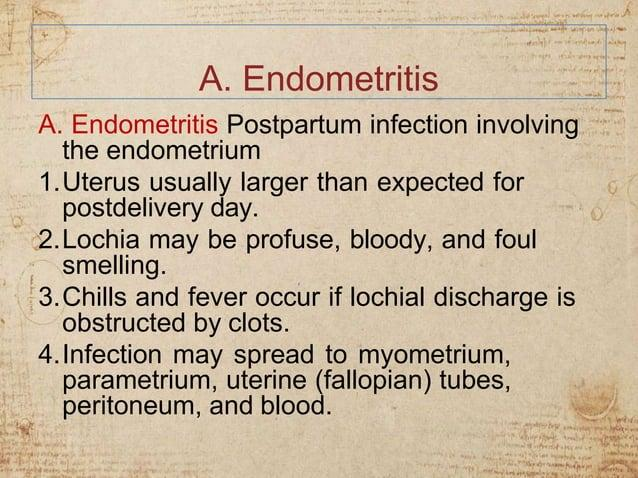 A. Endometritis
A. Endometritis Postpartum infection involving
the endometrium
1.Uterus usually larger than expected for
postdelivery day.
2.Lochia may be profuse, bloody, and foul
smelling.
3.Chills and fever occur if lochial discharge is
obstructed by clots.
4.Infection may spread to myometrium,
parametrium, uterine (fallopian) tubes,
peritoneum, and blood.